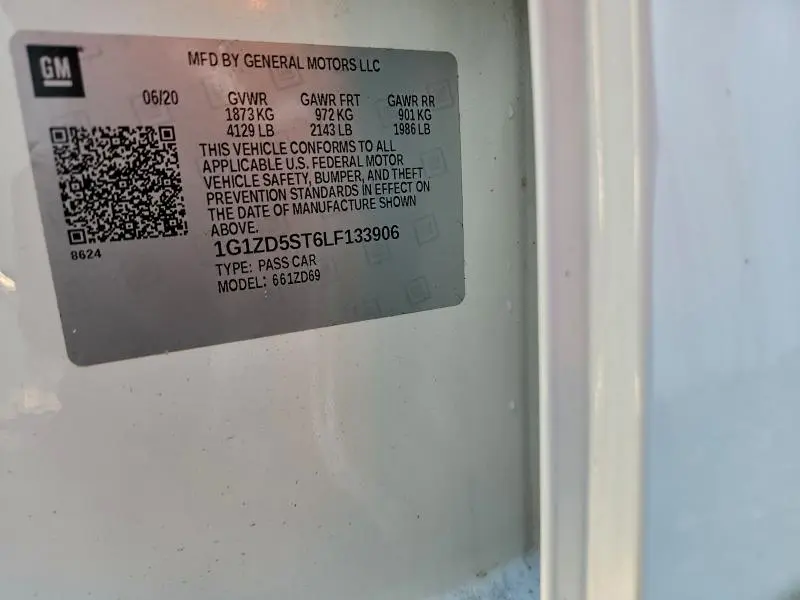 GM
MFD BY GENERAL MOTORS LLC
06/20 GVWR GAWR FRT GAWR RR
1873 KG 972 KG 901 KG
4129 LB 2143 LB 1986 LB
THIS VEHICLE CONFORMS TO ALL
APPLICABLE U.S. FEDERAL MOTOR
VEHICLE SAFETY, BUMPER, AND THEFT
PREVENTION STANDARDS IN EFFECT ON
THE DATE OF MANUFACTURE SHOWN
ABOVE.
8624
1G1ZD5ST6LF133906
TYPE: PASS CAR
MODEL: 661ZD69